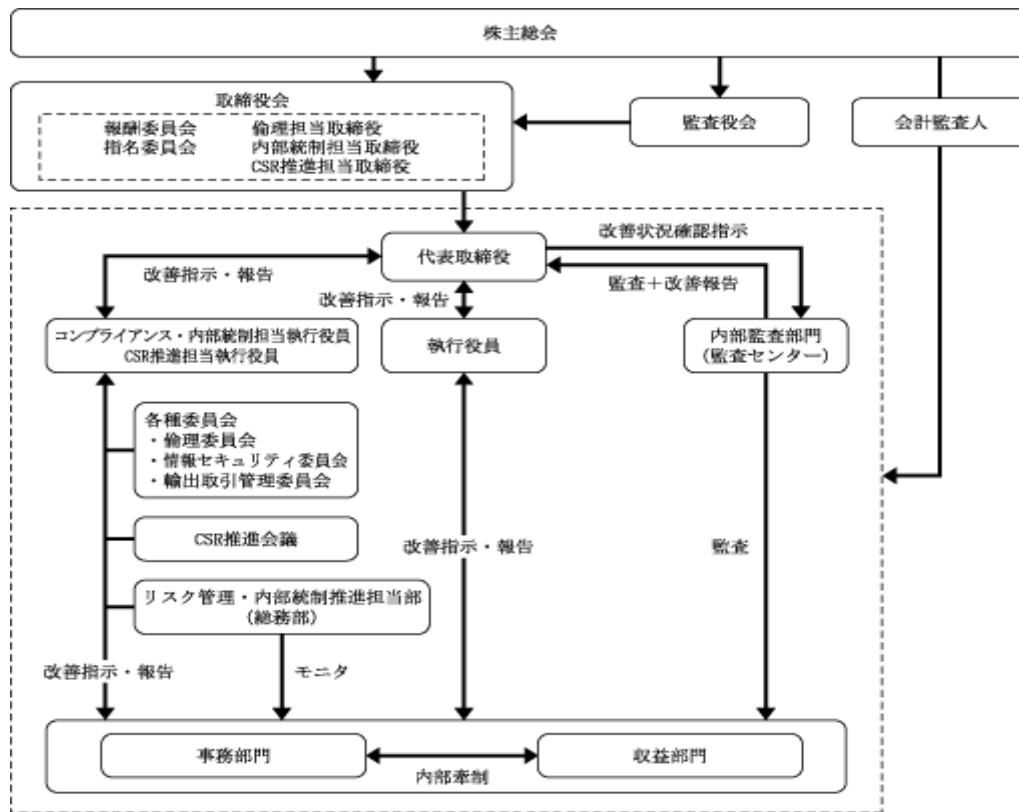 株主総会
取締役会
報酬委員会 倫理担当取締役
指名委員会 内部統制担当取締役
CSR推進担当取締役
監査役会
会計監査人
代表取締役
改善状況確認指示
監査＋改善報告
改善指示・報告
改善指示・報告
コンプライアンス・内部統制担当執行役員
CSR推進担当執行役員
執行役員
内部監査部門
(監査センター)
各種委員会
・倫理委員会
・情報セキュリティ委員会
・輸出取引管理委員会
CSR推進会議
改善指示・報告
監査
リスク管理・内部統制推進担当部
(総務部)
改善指示・報告
モニタ
事務部門
収益部門
内部牽制